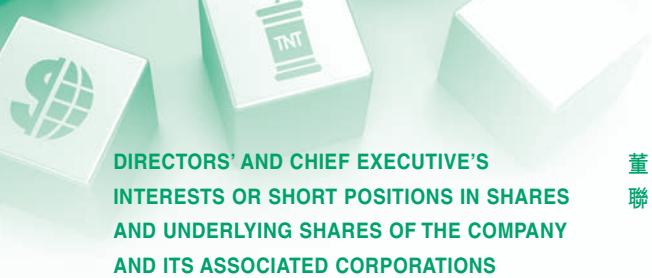 TNT
DIRECTORS' AND CHIEF EXECUTIVE'S
INTERESTS OR SHORT POSITIONS IN SHARES
AND UNDERLYING SHARES OF THE COMPANY
AND ITS ASSOCIATED CORPORATIONS
董
聯